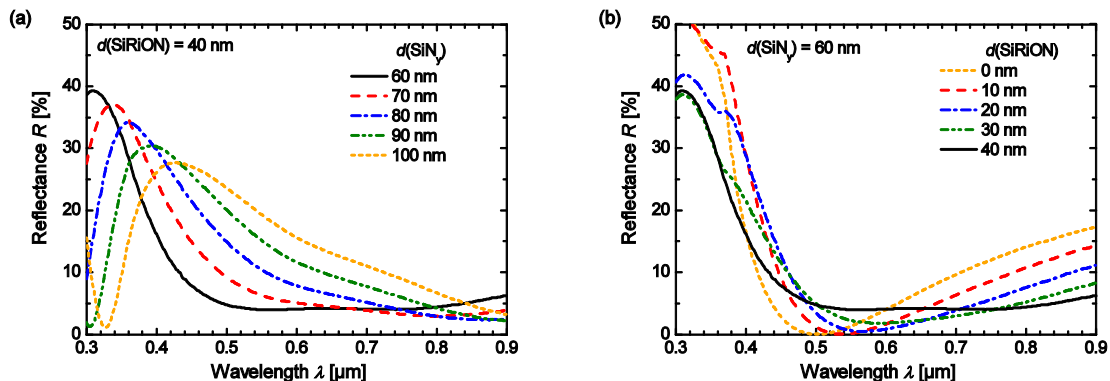 (a)
50
40
30
20
10
0
Reflectance R [%]
d(SiRiON) = 40 nm
d(SiNy)
60 nm
70 nm
80 nm
90 nm
100 nm
0.3 0.4 0.5 0.6 0.7 0.8 0.9
Wavelength λ [µm]
(b)
50
40
30
20
10
0
Reflectance R [%]
d(SiNy) = 60 nm
d(SiRiON)
0 nm
10 nm
20 nm
30 nm
40 nm
0.3 0.4 0.5 0.6 0.7 0.8 0.9
Wavelength λ [µm]